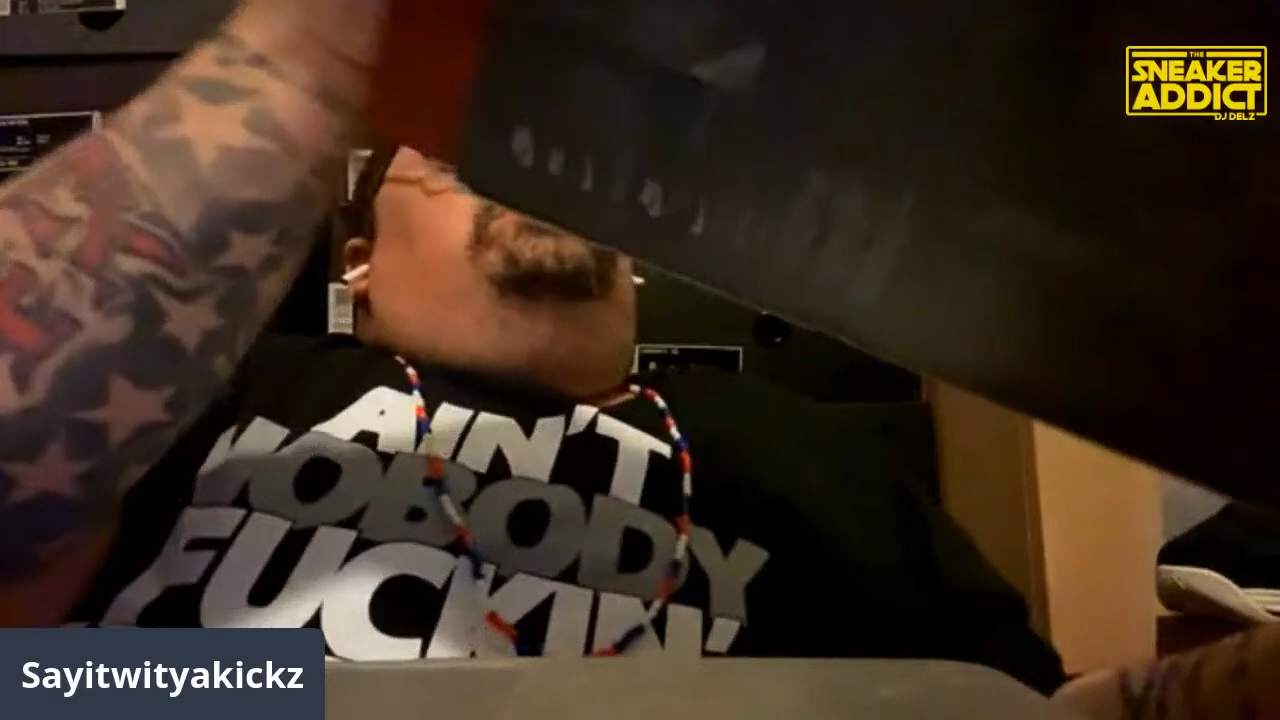 THE
SNEAKER
ADDICT
DJ DELZ
AIN'T
NOBODY
FUCKIN'
Sayitwityakickz